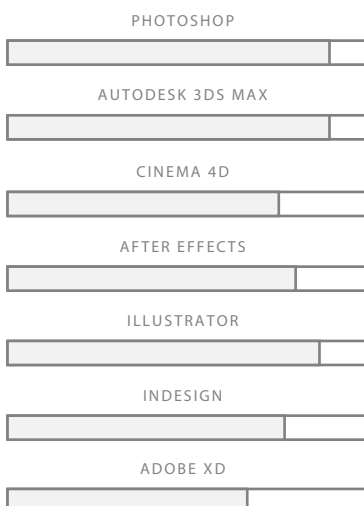 PHOTOSHOP
AUTODESK 3DS MAX
CINEMA 4D
AFTER EFFECTS
ILLUSTRATOR
INDESIGN
ADOBE XD